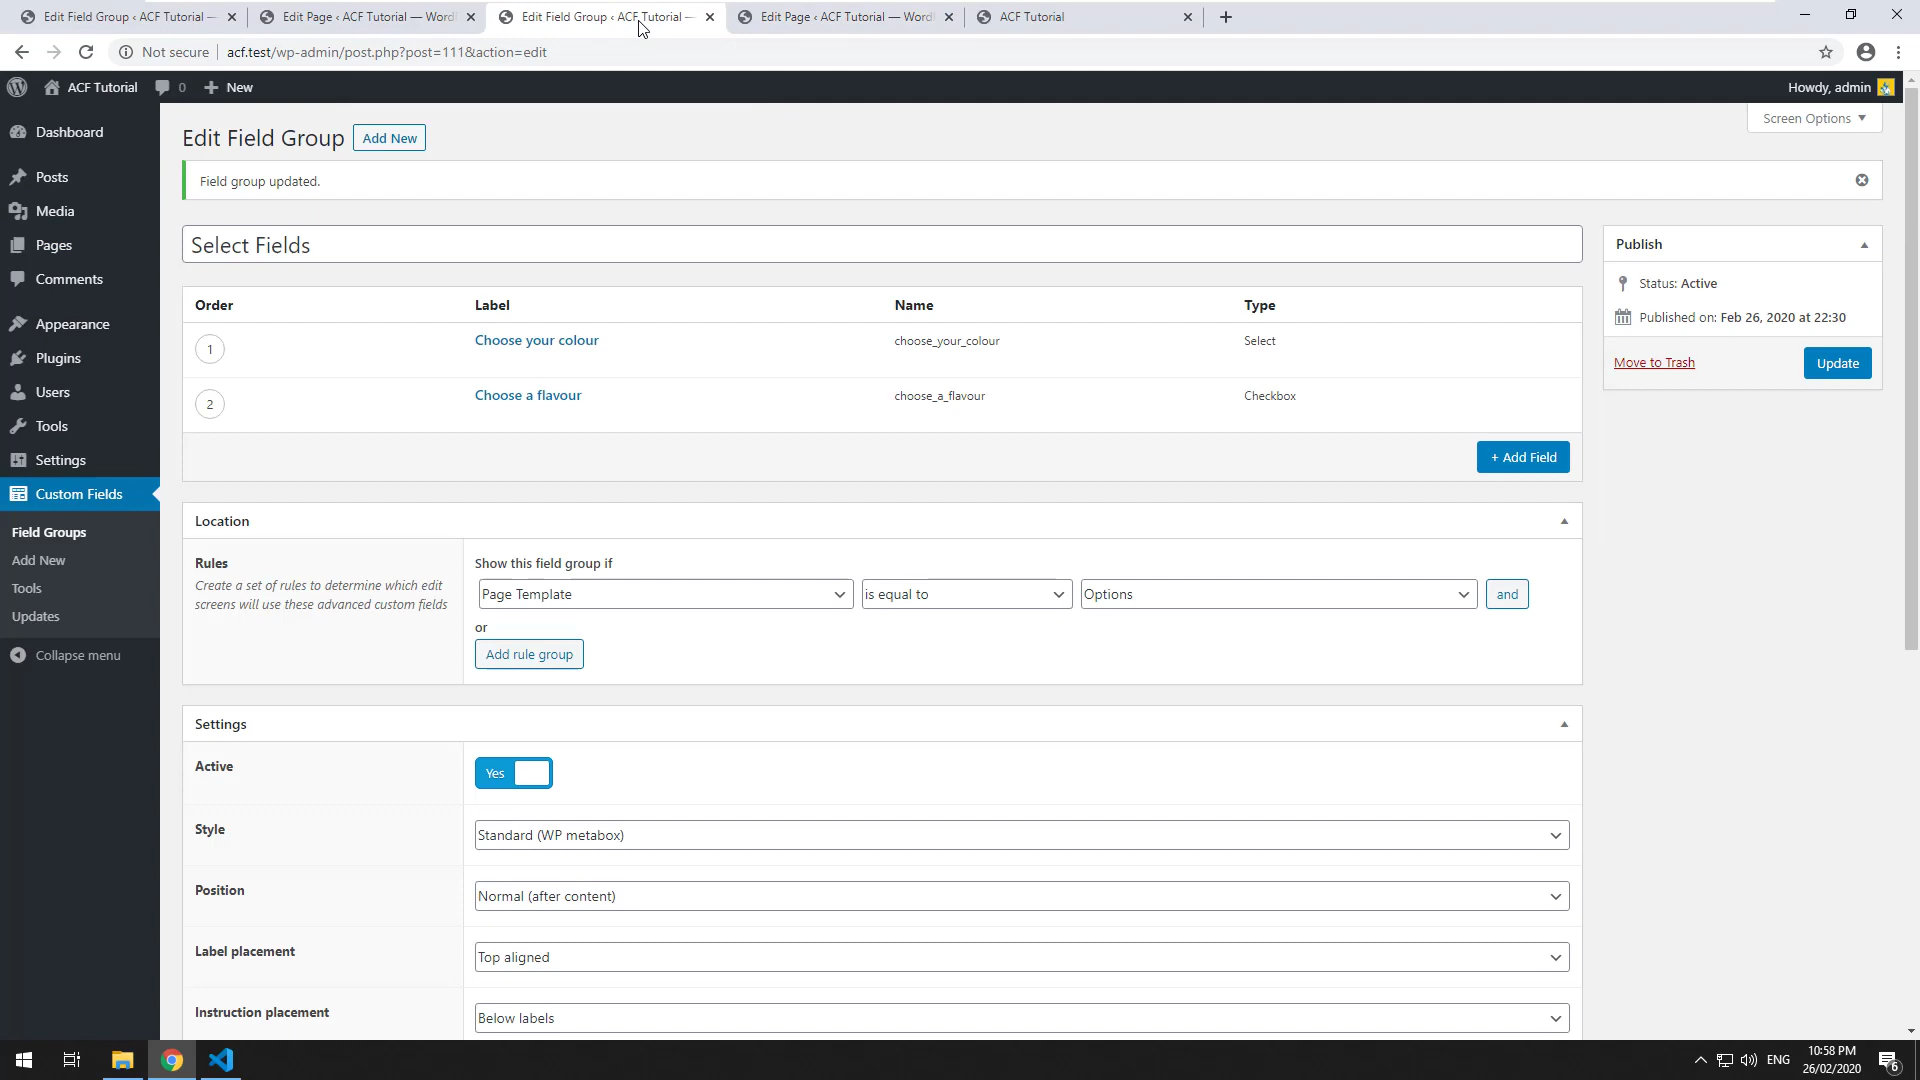 Edit Field Group ‹ ACF Tutorial —
Edit Page ‹ ACF Tutorial — Word
Edit Field Group ‹ ACF Tutorial —
Edit Page ‹ ACF Tutorial — Word
ACF Tutorial
Not secure
acf.test/wp-admin/post.php?post=111&action=edit
ACF Tutorial
0
New
Howdy, admin
Dashboard
Posts
Media
Pages
Comments
Appearance
Plugins
Users
Tools
Settings
Custom Fields
Field Groups
Add New
Tools
Updates
Collapse menu
Screen Options
Edit Field Group
Add New
Field group updated.
Select Fields
Order Label Name Type
1 Choose your colour choose_your_colour Select
2 Choose a flavour choose_a_flavour Checkbox
+ Add Field
Publish
Status: Active
Published on: Feb 26, 2020 at 22:30
Move to Trash
Update
Location
Rules
Create a set of rules to determine which edit
screens will use these advanced custom fields
Show this field group if
Page Template
is equal to
Options
and
or
Add rule group
Settings
Active
Yes
Style
Standard (WP metabox)
Position
Normal (after content)
Label placement
Top aligned
Instruction placement
Below labels
ENG
10:58 PM
26/02/2020
6